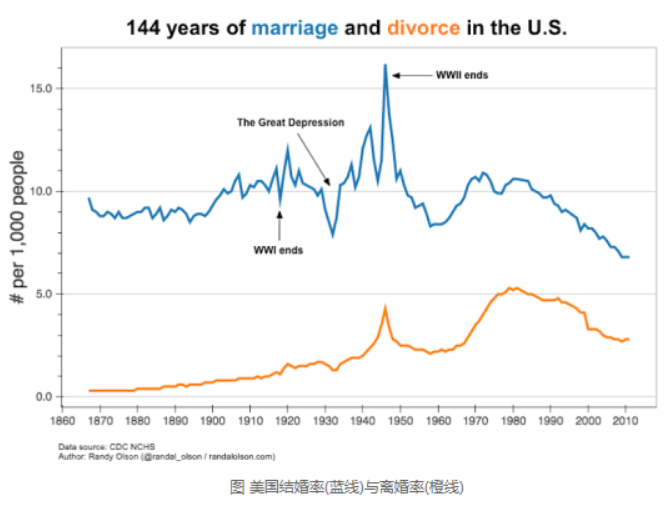 144 years of marriage and divorce in the U.S.
# per 1,000 people
15.0
10.0
5.0
0.0
WWII ends
The Great Depression
WWI ends
1860 1870 1880 1890 1900 1910 1920 1930 1940 1950 1960 1970 1980 1990 2000 2010
Data source: CDC NCHS
Author: Randy Olson (@randal_olson / randalolson.com)
图 美国结婚率(蓝线)与离婚率(橙线)